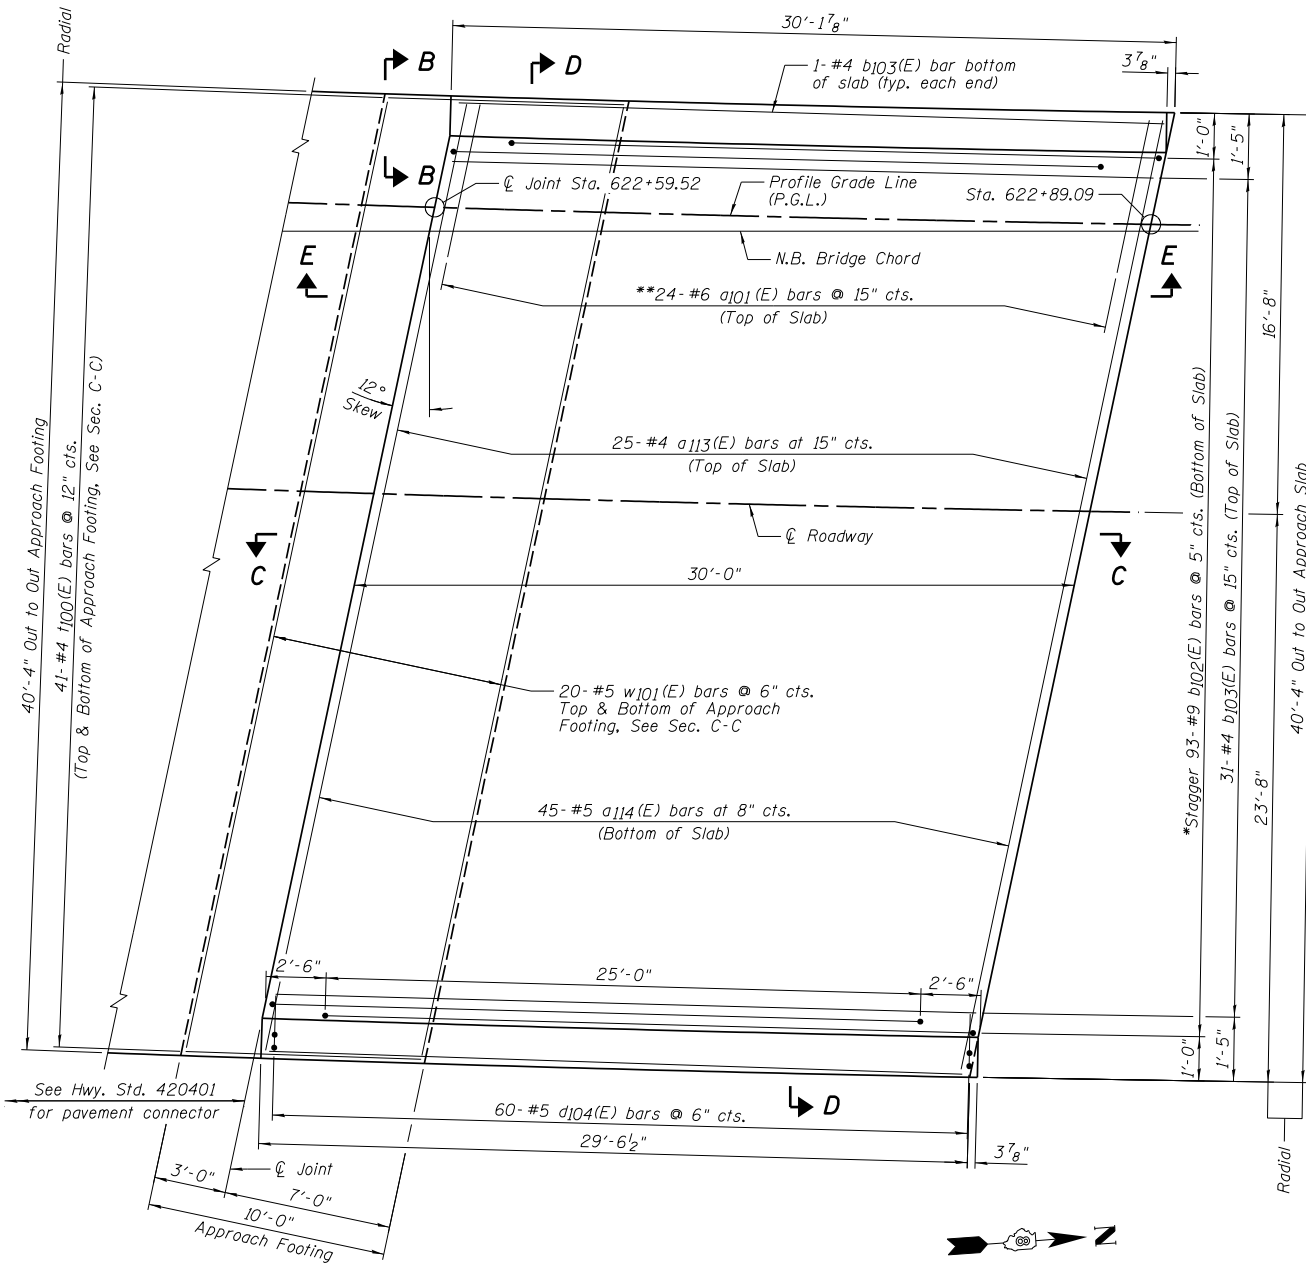 30'-1 7/8"
Radial
B
D
1- #4 b103(E) bar bottom
of slab (typ. each end)
3 7/8"
1'-0"
1'-5"
B
℄ Joint Sta. 622+59.52
Profile Grade Line
(P.G.L.)
Sta. 622+89.09
E
N.B. Bridge Chord
E
**24- #6 a101(E) bars @ 15" cts.
(Top of Slab)
16'-8"
12°
Skew
25- #4 a113(E) bars at 15" cts.
(Top of Slab)
40'-4" Out to Out Approach Footing
41- #4 t100(E) bars @ 12" cts.
(Top & Bottom of Approach Footing, See Sec. C-C)
*Stagger 93- #9 b102(E) bars @ 5" cts. (Bottom of Slab)
31- #4 b103(E) bars @ 15" cts. (Top of Slab)
40'-4" Out to Out Approach Slab
℄ Roadway
C
C
30'-0"
20- #5 w101(E) bars @ 6" cts.
Top & Bottom of Approach
Footing, See Sec. C-C
23'-8"
45- #5 a114(E) bars at 8" cts.
(Bottom of Slab)
2'-6"
25'-0"
2'-6"
1'-0"
1'-5"
See Hwy. Std. 420401
for pavement connector
D
60- #5 d104(E) bars @ 6" cts.
29'-6 1/2"
3 7/8"
Radial
℄ Joint
3'-0"
7'-0"
10'-0"
Approach Footing
N